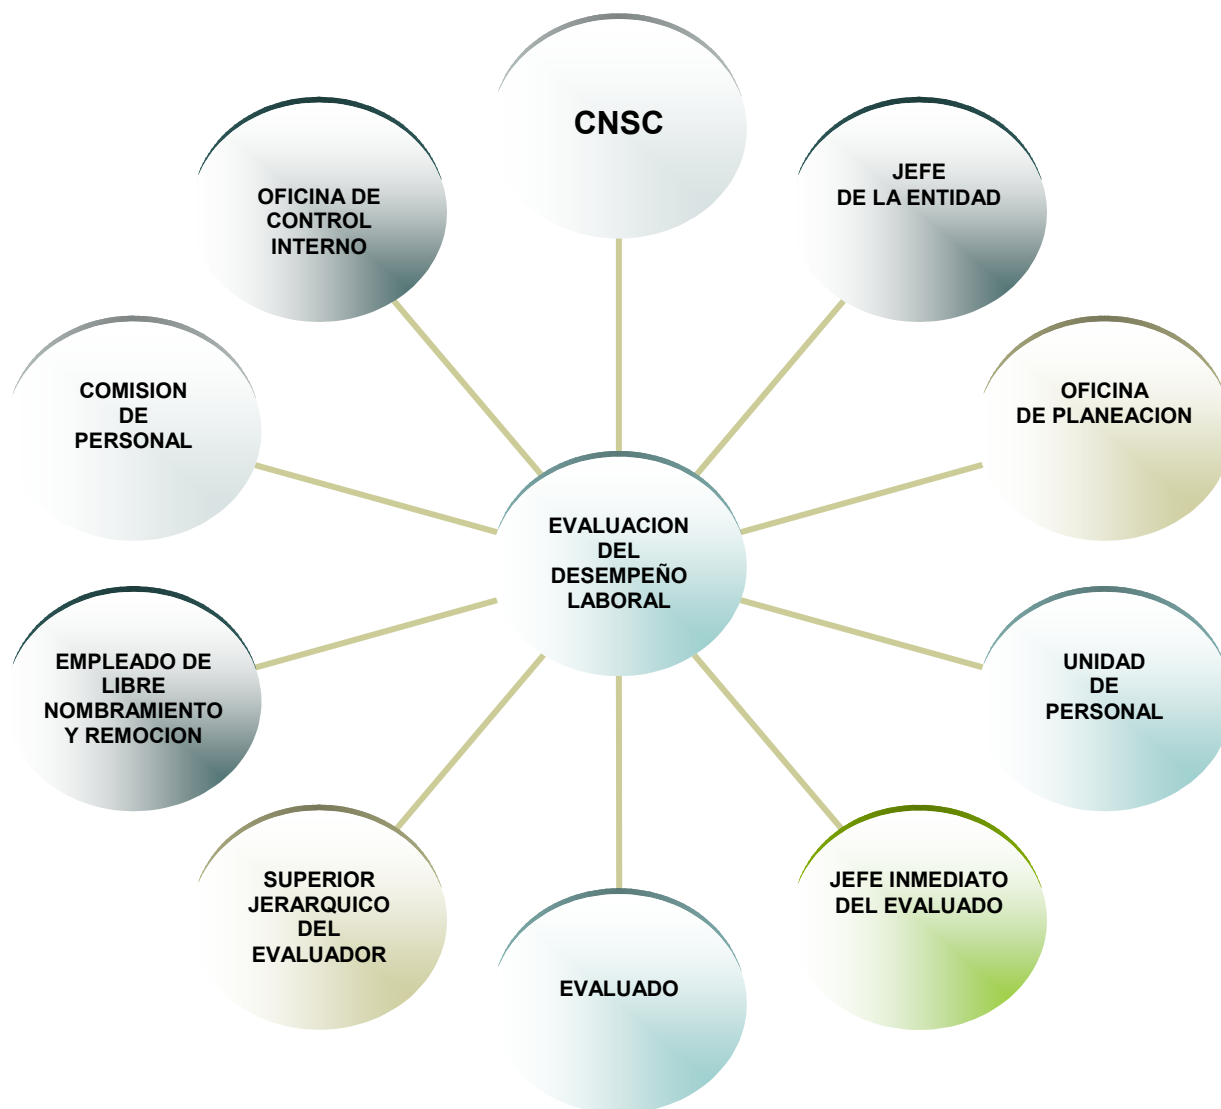 CNSC
JEFE
DE LA ENTIDAD
OFICINA DE
CONTROL
INTERNO
OFICINA
DE PLANEACION
COMISION
DE
PERSONAL
EVALUACION
DEL
DESEMPEÑO
LABORAL
UNIDAD
DE
PERSONAL
EMPLEADO DE
LIBRE
NOMBRAMIENTO
Y REMOCION
JEFE INMEDIATO
DEL EVALUADO
SUPERIOR
JERARQUICO
DEL
EVALUADOR
EVALUADO